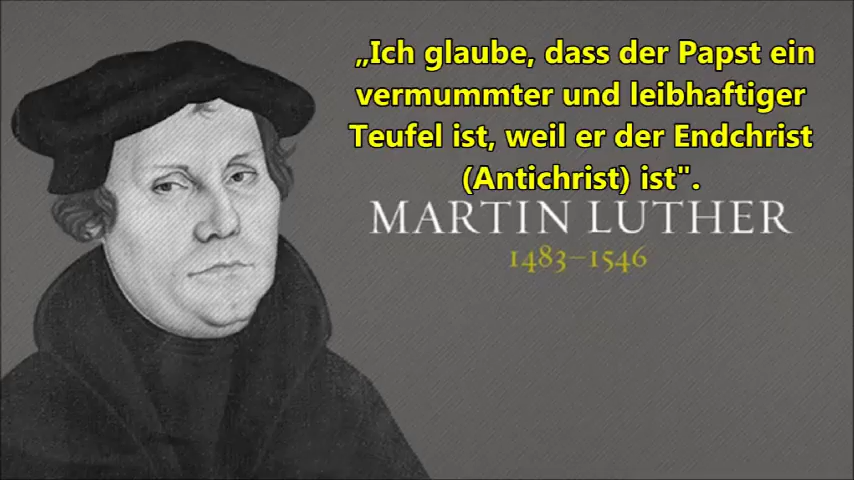 „Ich glaube, dass der Papst ein
vermummter und leibhaftiger
Teufel ist, weil er der Endchrist
(Antichrist) ist".
MARTIN LUTHER
1483–1546